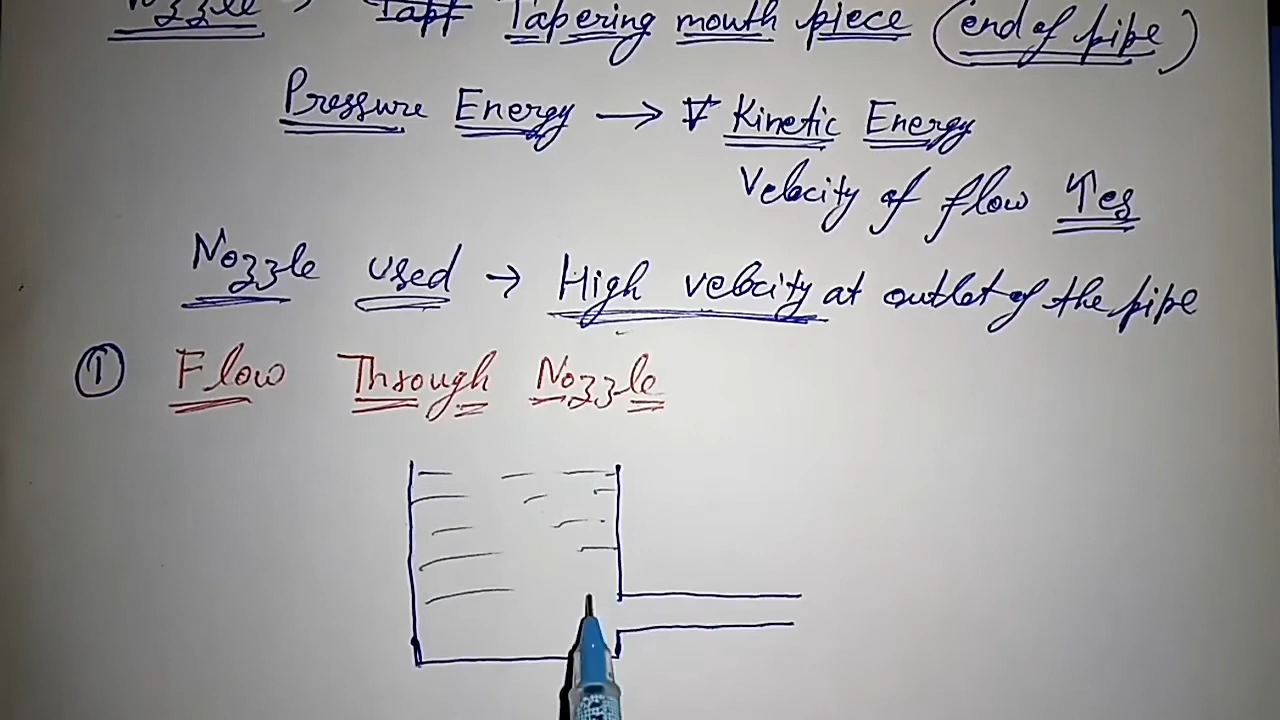 Nozzle → Tapering mouth piece (end of pipe)
Pressure Energy → Kinetic Energy
Velocity of flow ↑es
Nozzle used → High velocity at outlet of the pipe
① Flow Through Nozzle